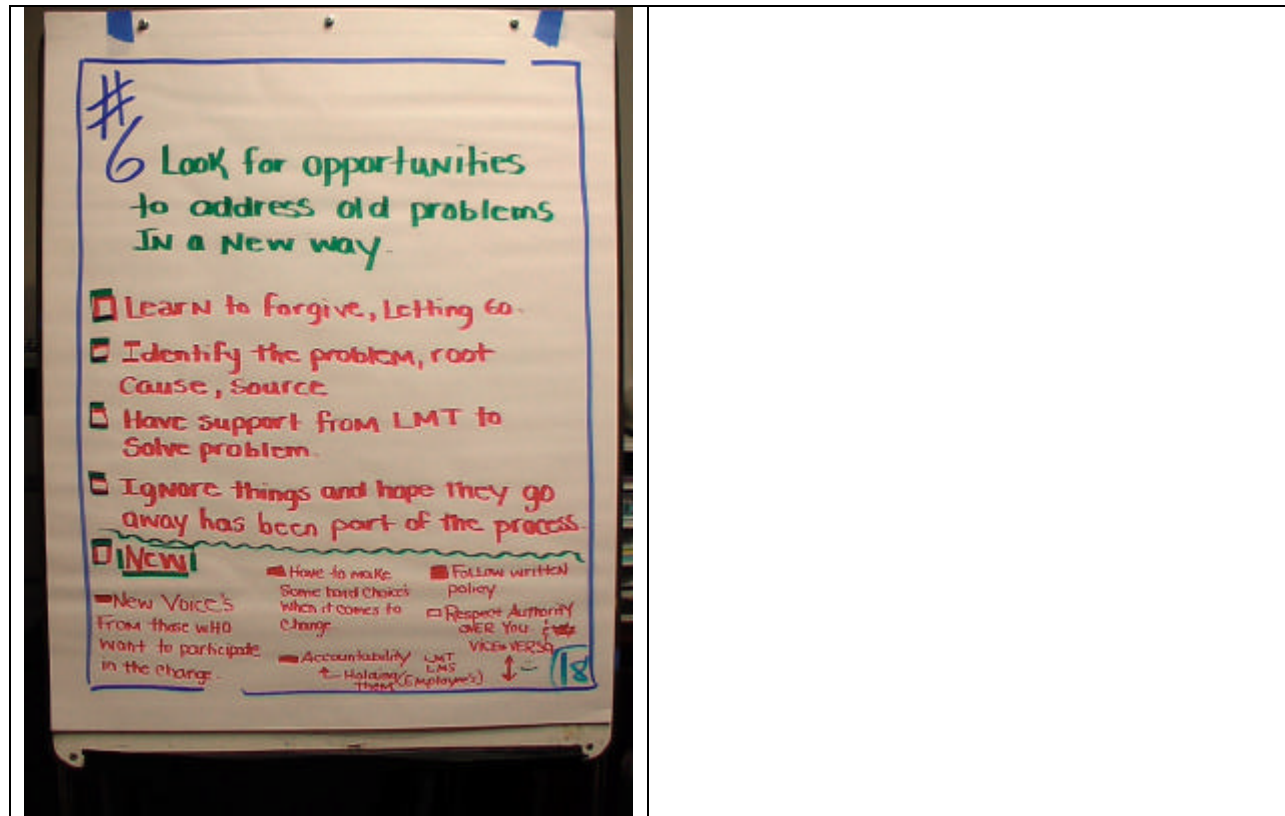 #6
Look for opportunities
to address old problems
IN a New way.
Learn to forgive, Letting Go.
Identify the problem, root
Cause, Source
Have support from LMT to
Solve problem.
Ignore things and hope they go
away has been part of the process.
New
New Voice's
From those WHO
want to participate
in the change.
Have to make
Some hard Choices
when it comes to
Change
Accountability LMT
LMS
Holding (Employee's)
them
Follow written
policy
Respect Authority
OVER You
VICE VERSA
18